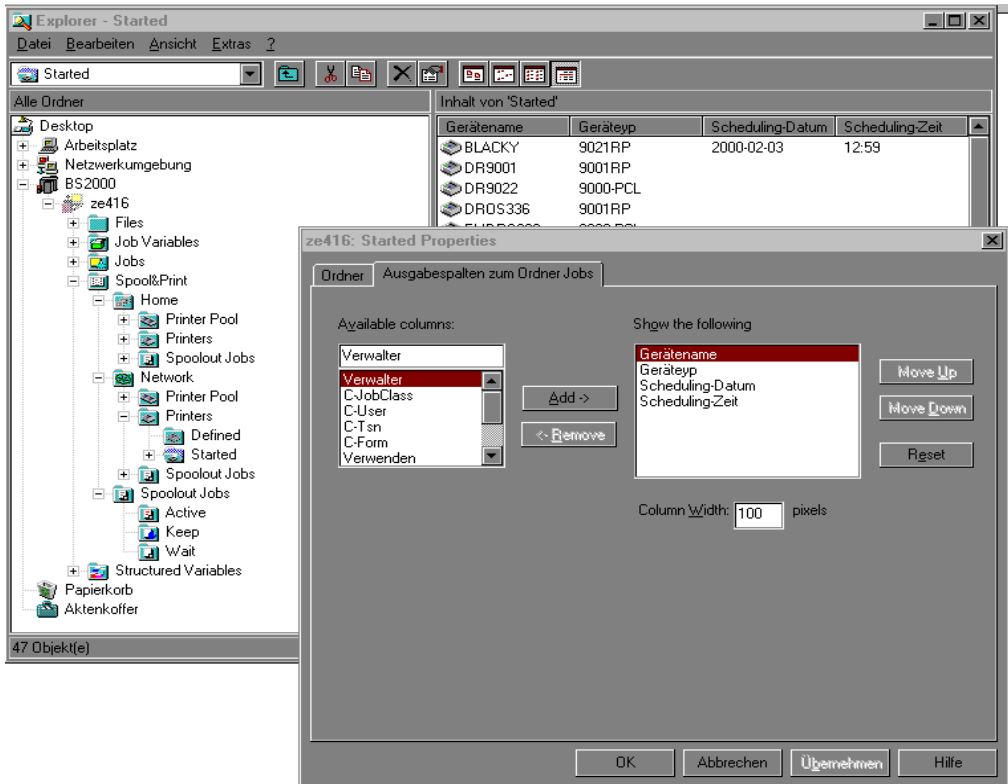 Explorer - Started
Datei Bearbeiten Ansicht Extras ?
Started
Alle Ordner
Inhalt von 'Started'
Desktop
Arbeitsplatz
Netzwerkumgebung
BS2000
ze416
Files
Job Variables
Jobs
Spool&Print
Home
Printer Pool
Printers
Spoolout Jobs
Network
Printer Pool
Printers
Defined
Started
Spoolout Jobs
Spoolout Jobs
Active
Keep
Wait
Structured Variables
Papierkorb
Aktenkoffer
47 Objekt(e)
Gerätename Geräteyp Scheduling-Datum Scheduling-Zeit
BLACKY 9021RP 2000-02-03 12:59
DR9001 9001RP
DR9022 9000-PCL
DROS336 9001RP
ze416: Started Properties
Ordner Ausgabespalten zum Ordner Jobs
Available columns:
Verwalter
Verwalter
C-JobClass
C-User
C-Tsn
C-Form
Verwenden
Add ->
<- Remove
Show the following
Gerätename
Geräteyp
Scheduling-Datum
Scheduling-Zeit
Move Up
Move Down
Reset
Column Width: 100 pixels
OK Abbrechen Übernehmen Hilfe